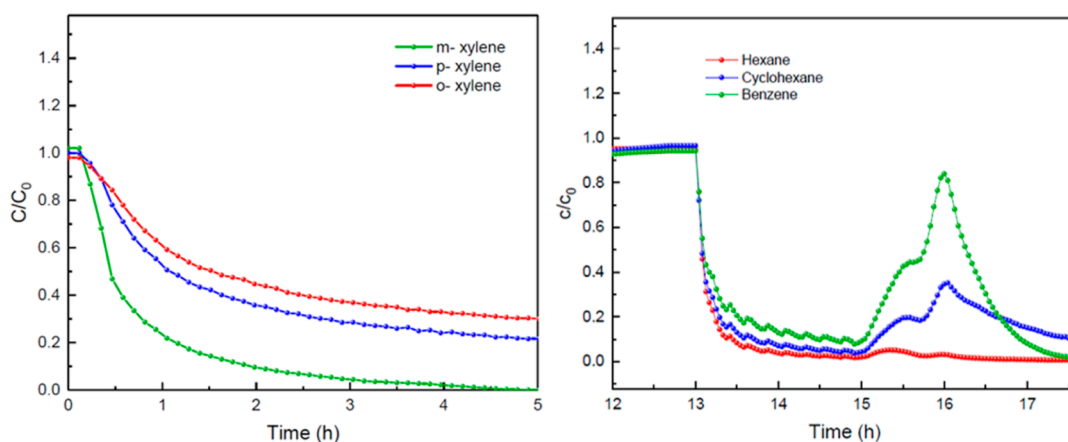 C/C0
1.4
1.2
1.0
0.8
0.6
0.4
0.2
0.0
m- xylene
p- xylene
o- xylene
0 1 2 3 4 5
Time (h)
c/c0
1.4
1.2
1.0
0.8
0.6
0.4
0.2
0.0
Hexane
Cyclohexane
Benzene
12 13 14 15 16 17
Time (h)